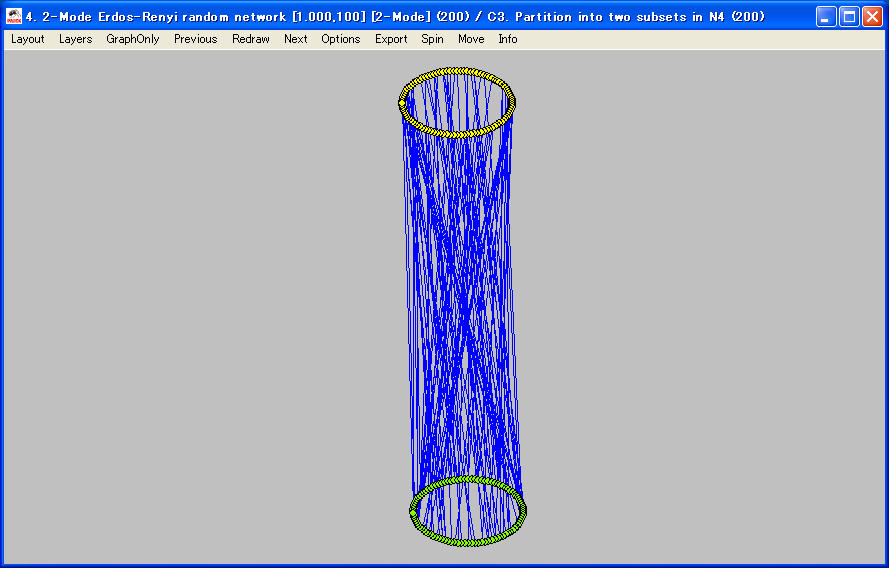 4. 2-Mode Erdos-Renyi random network [1.000,100] [2-Mode] (200) / C3. Partition into two subsets in N4 (200)
Layout Layers GraphOnly Previous Redraw Next Options Export Spin Move Info